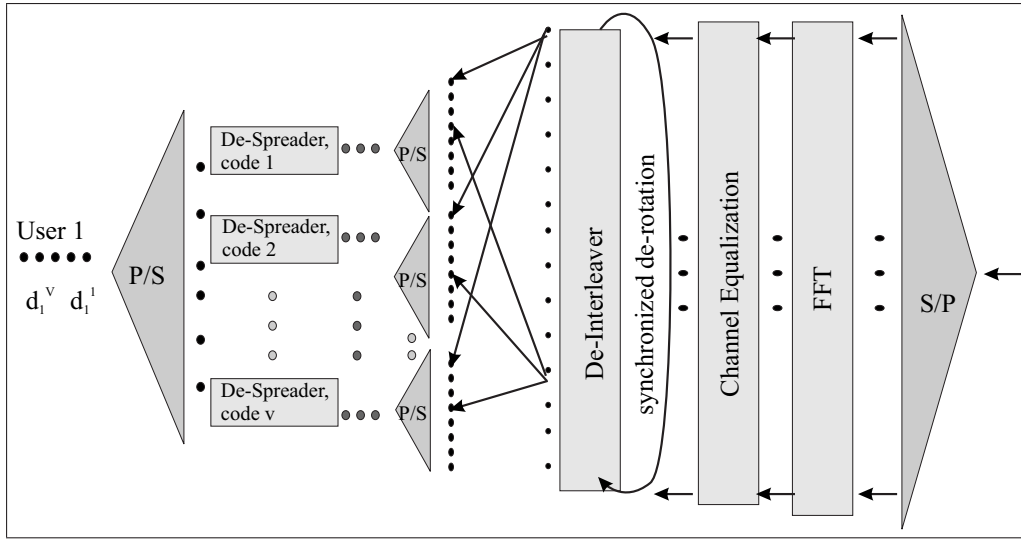 User 1
d₁ⱽ d₁¹
P/S
De-Spreader,
code 1
De-Spreader,
code 2
De-Spreader,
code v
P/S
P/S
P/S
De-Interleaver
synchronized de-rotation
Channel Equalization
FFT
S/P